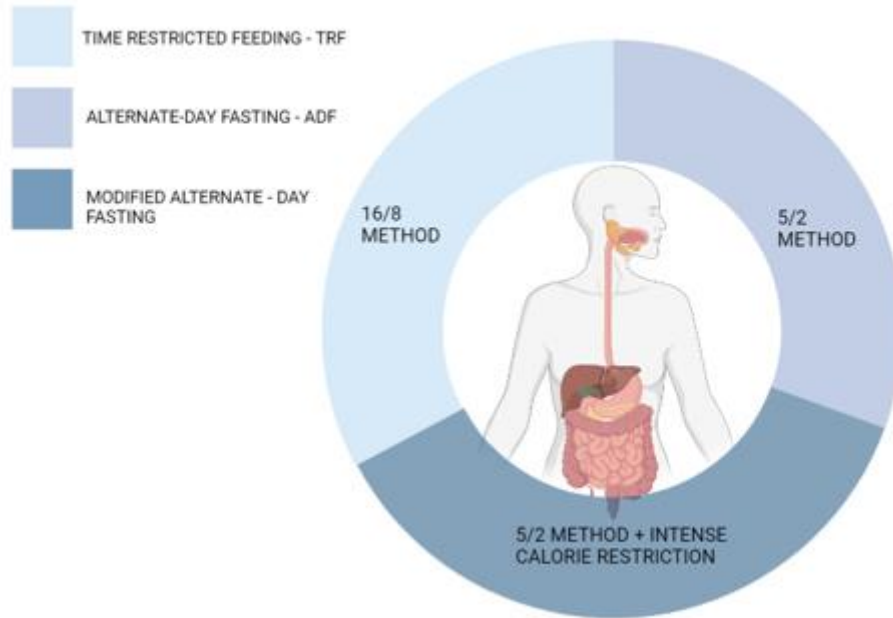 TIME RESTRICTED FEEDING - TRF
ALTERNATE-DAY FASTING - ADF
MODIFIED ALTERNATE - DAY
FASTING
16/8
METHOD
5/2
METHOD
5/2 METHOD + INTENSE
CALORIE RESTRICTION